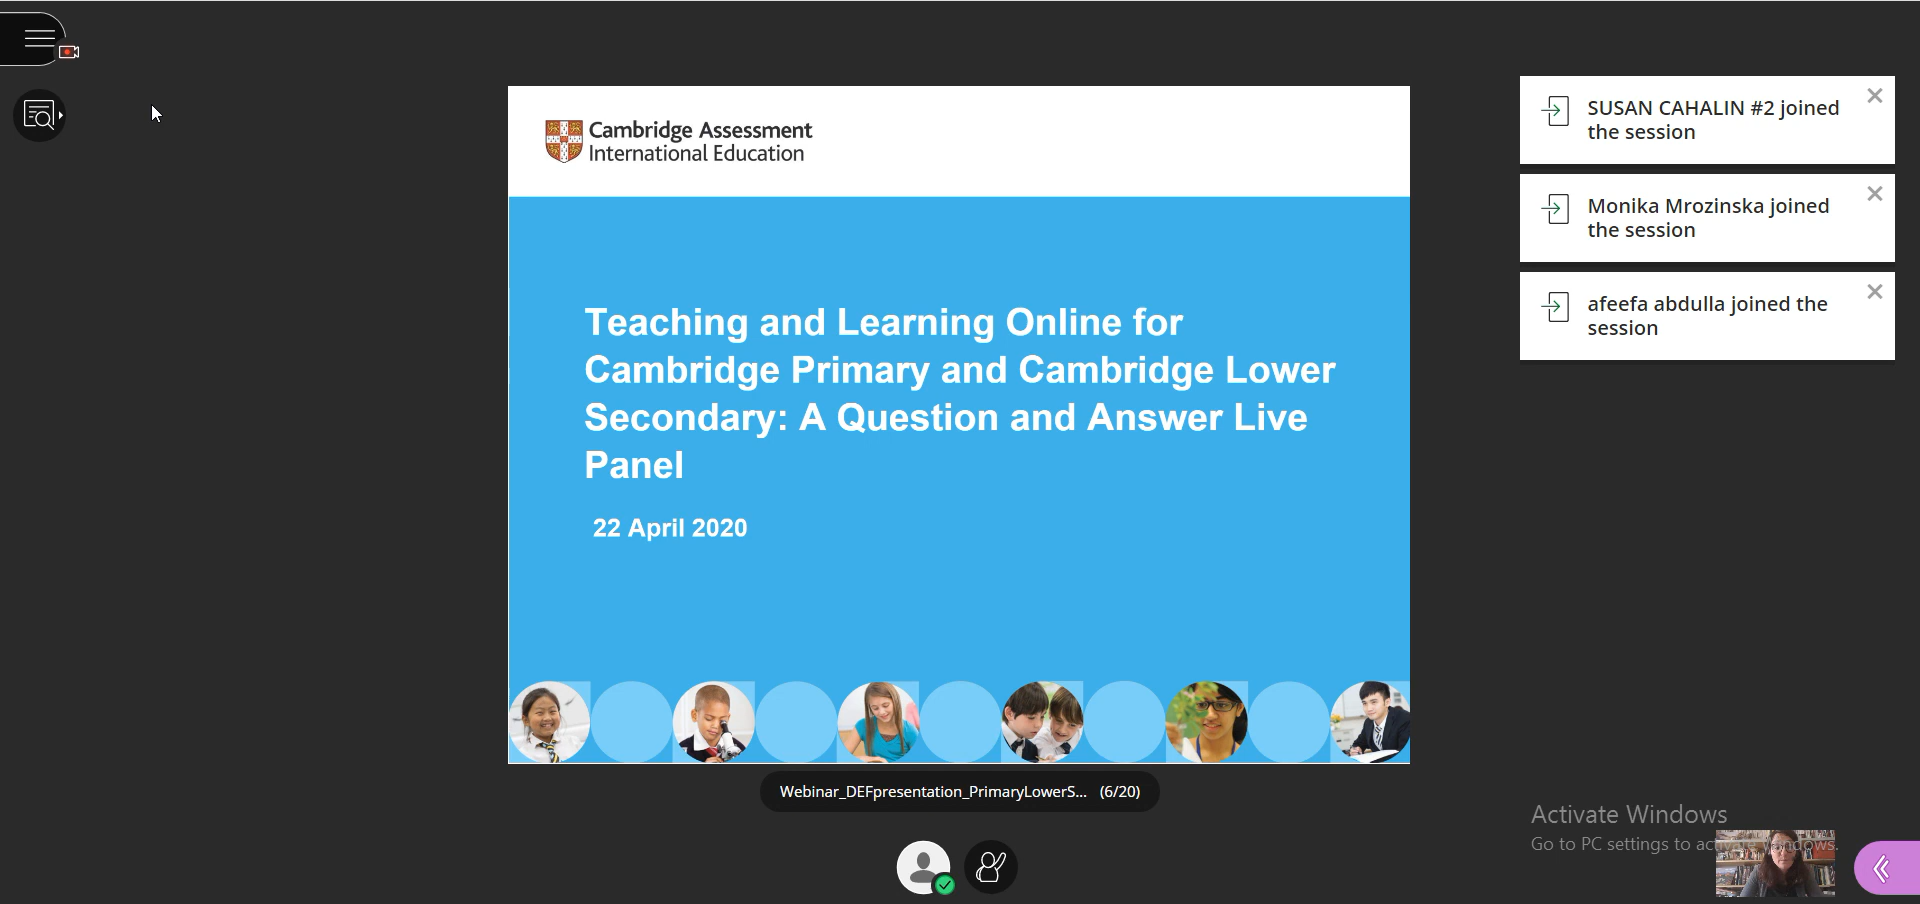 Cambridge Assessment
International Education
Teaching and Learning Online for
Cambridge Primary and Cambridge Lower
Secondary: A Question and Answer Live
Panel
22 April 2020
SUSAN CAHALIN #2 joined
the session
Monika Mrozinska joined
the session
afeefa abdulla joined the
session
Webinar_DEFpresentation_PrimaryLowerS... (6/20)
Activate Windows
Go to PC settings to activate Windows.